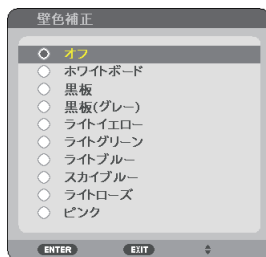 壁色補正
オフ
ホワイトボード
黒板
黒板(グレー)
ライトイエロー
ライトグリーン
ライトブルー
スカイブルー
ライトローズ
ピンク
ENTER EXIT